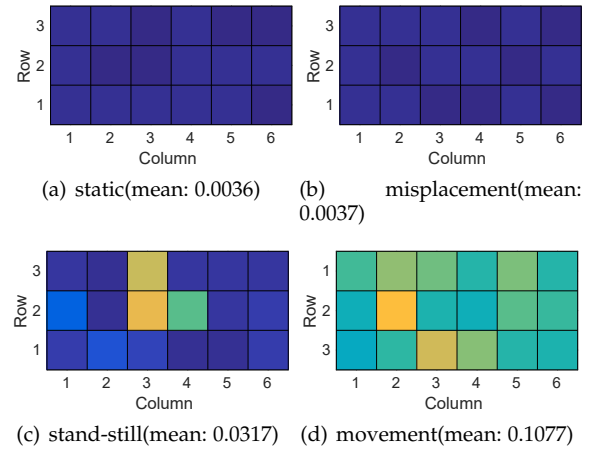 Row
3
2
1
1 2 3 4 5 6
Column
(a) static(mean: 0.0036)
Row
3
2
1
1 2 3 4 5 6
Column
(b) misplacement(mean:
0.0037)
Row
3
2
1
1 2 3 4 5 6
Column
(c) stand-still(mean: 0.0317)
Row
1
2
3
1 2 3 4 5 6
Column
(d) movement(mean: 0.1077)